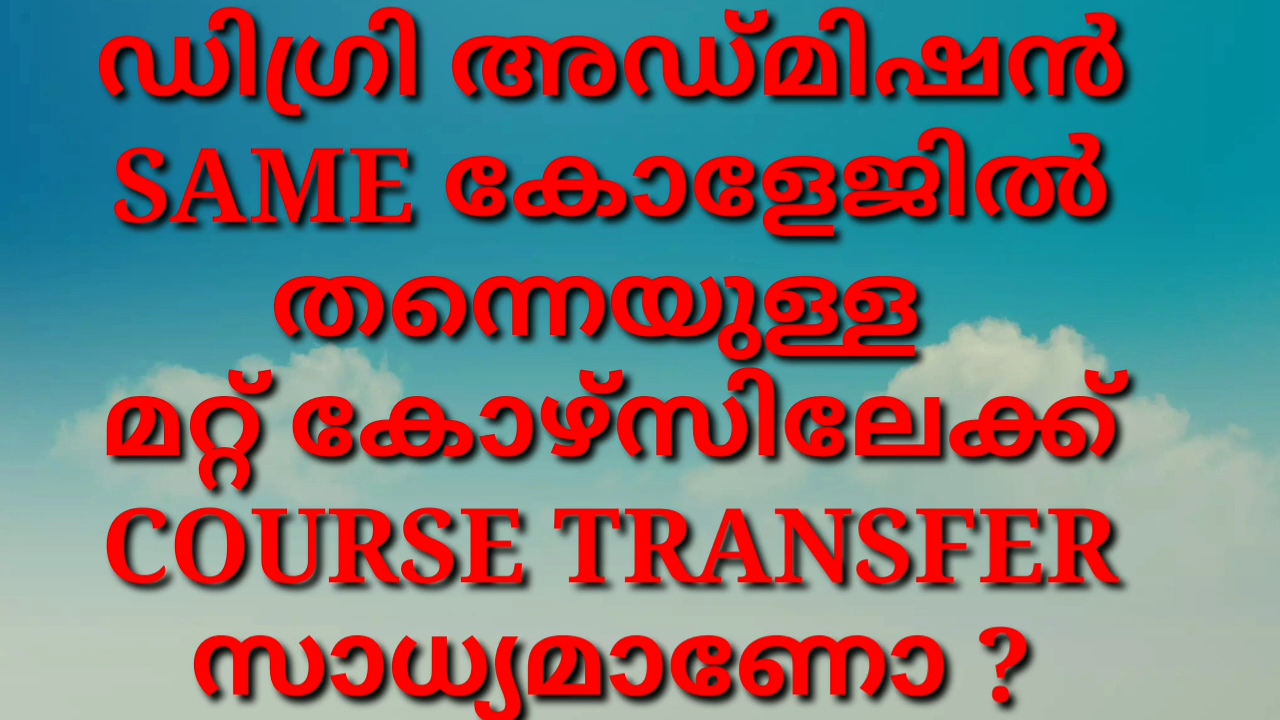 ഡിഗ്രി അഡ്മിഷൻ
SAME കോളേജിൽ
തന്നെയുള്ള
മറ്റ് കോഴ്സിലേക്ക്
COURSE TRANSFER
സാധ്യമാണോ ?